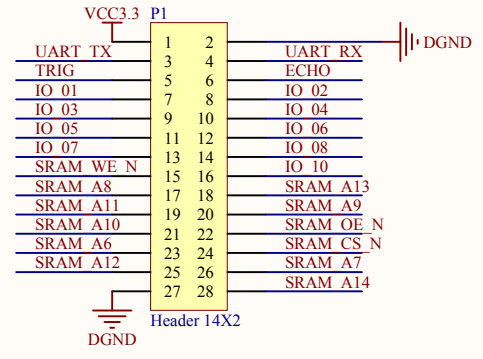 VCC3.3 P1
1 2 DGND
UART_TX 3 4 UART_RX
TRIG 5 6 ECHO
IO_01 7 8 IO_02
IO_03 9 10 IO_04
IO_05 11 12 IO_06
IO_07 13 14 IO_08
SRAM_WE_N 15 16 IO_10
SRAM_A8 17 18 SRAM_A13
SRAM_A11 19 20 SRAM_A9
SRAM_A10 21 22 SRAM_OE_N
SRAM_A6 23 24 SRAM_CS_N
SRAM_A12 25 26 SRAM_A7
27 28 SRAM_A14
DGND Header 14X2